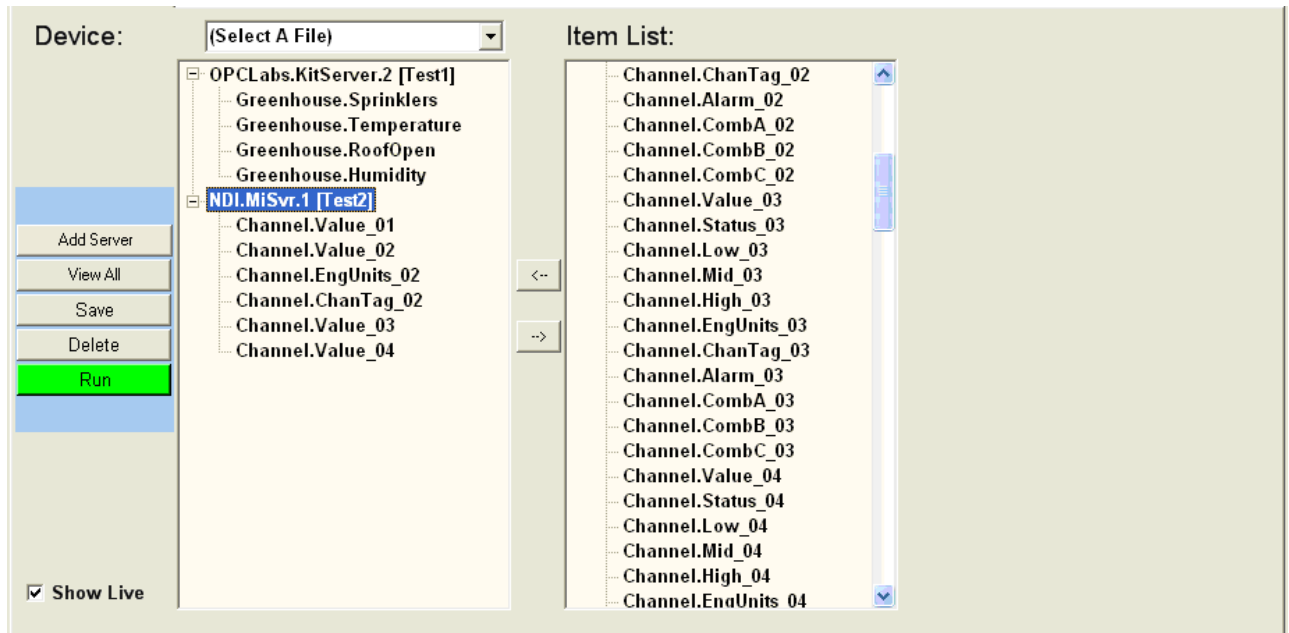 Device:
(Select A File)
Item List:
OPCLabs.KitServer.2 [Test1]
Greenhouse.Sprinklers
Greenhouse.Temperature
Greenhouse.RoofOpen
Greenhouse.Humidity
NDI.MiSvr.1 [Test2]
Channel.Value_01
Channel.Value_02
Channel.EngUnits_02
Channel.ChanTag_02
Channel.Value_03
Channel.Value_04
Add Server
View All
Save
Delete
Run
Show Live
<--
-->
Channel.ChanTag_02
Channel.Alarm_02
Channel.CombA_02
Channel.CombB_02
Channel.CombC_02
Channel.Value_03
Channel.Status_03
Channel.Low_03
Channel.Mid_03
Channel.High_03
Channel.EngUnits_03
Channel.ChanTag_03
Channel.Alarm_03
Channel.CombA_03
Channel.CombB_03
Channel.CombC_03
Channel.Value_04
Channel.Status_04
Channel.Low_04
Channel.Mid_04
Channel.High_04
Channel.EngUnits_04